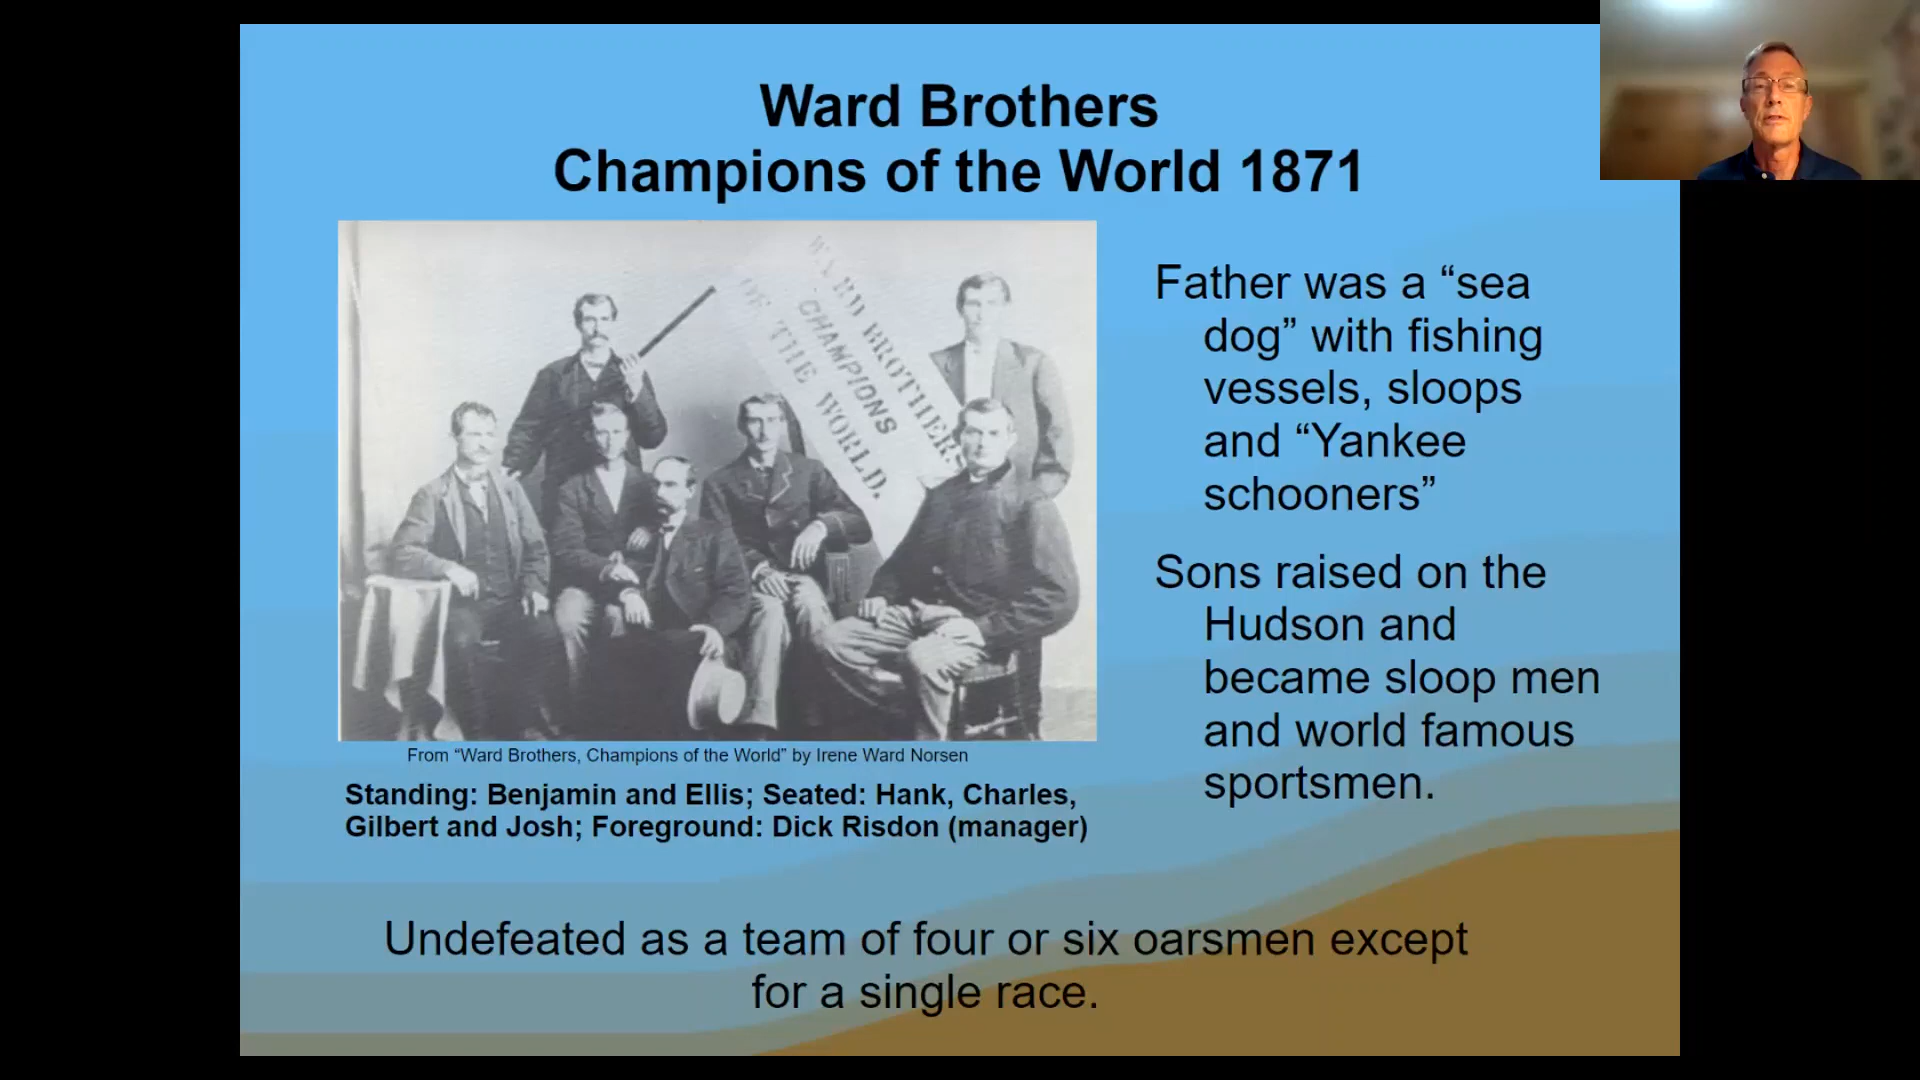 Ward Brothers
Champions of the World 1871
WARD BROTHERS
CHAMPIONS
OF THE WORLD.
Father was a “sea
dog” with fishing
vessels, sloops
and “Yankee
schooners”
Sons raised on the
Hudson and
became sloop men
and world famous
sportsmen.
From “Ward Brothers, Champions of the World” by Irene Ward Norsen
Standing: Benjamin and Ellis; Seated: Hank, Charles,
Gilbert and Josh; Foreground: Dick Risdon (manager)
Undefeated as a team of four or six oarsmen except
for a single race.